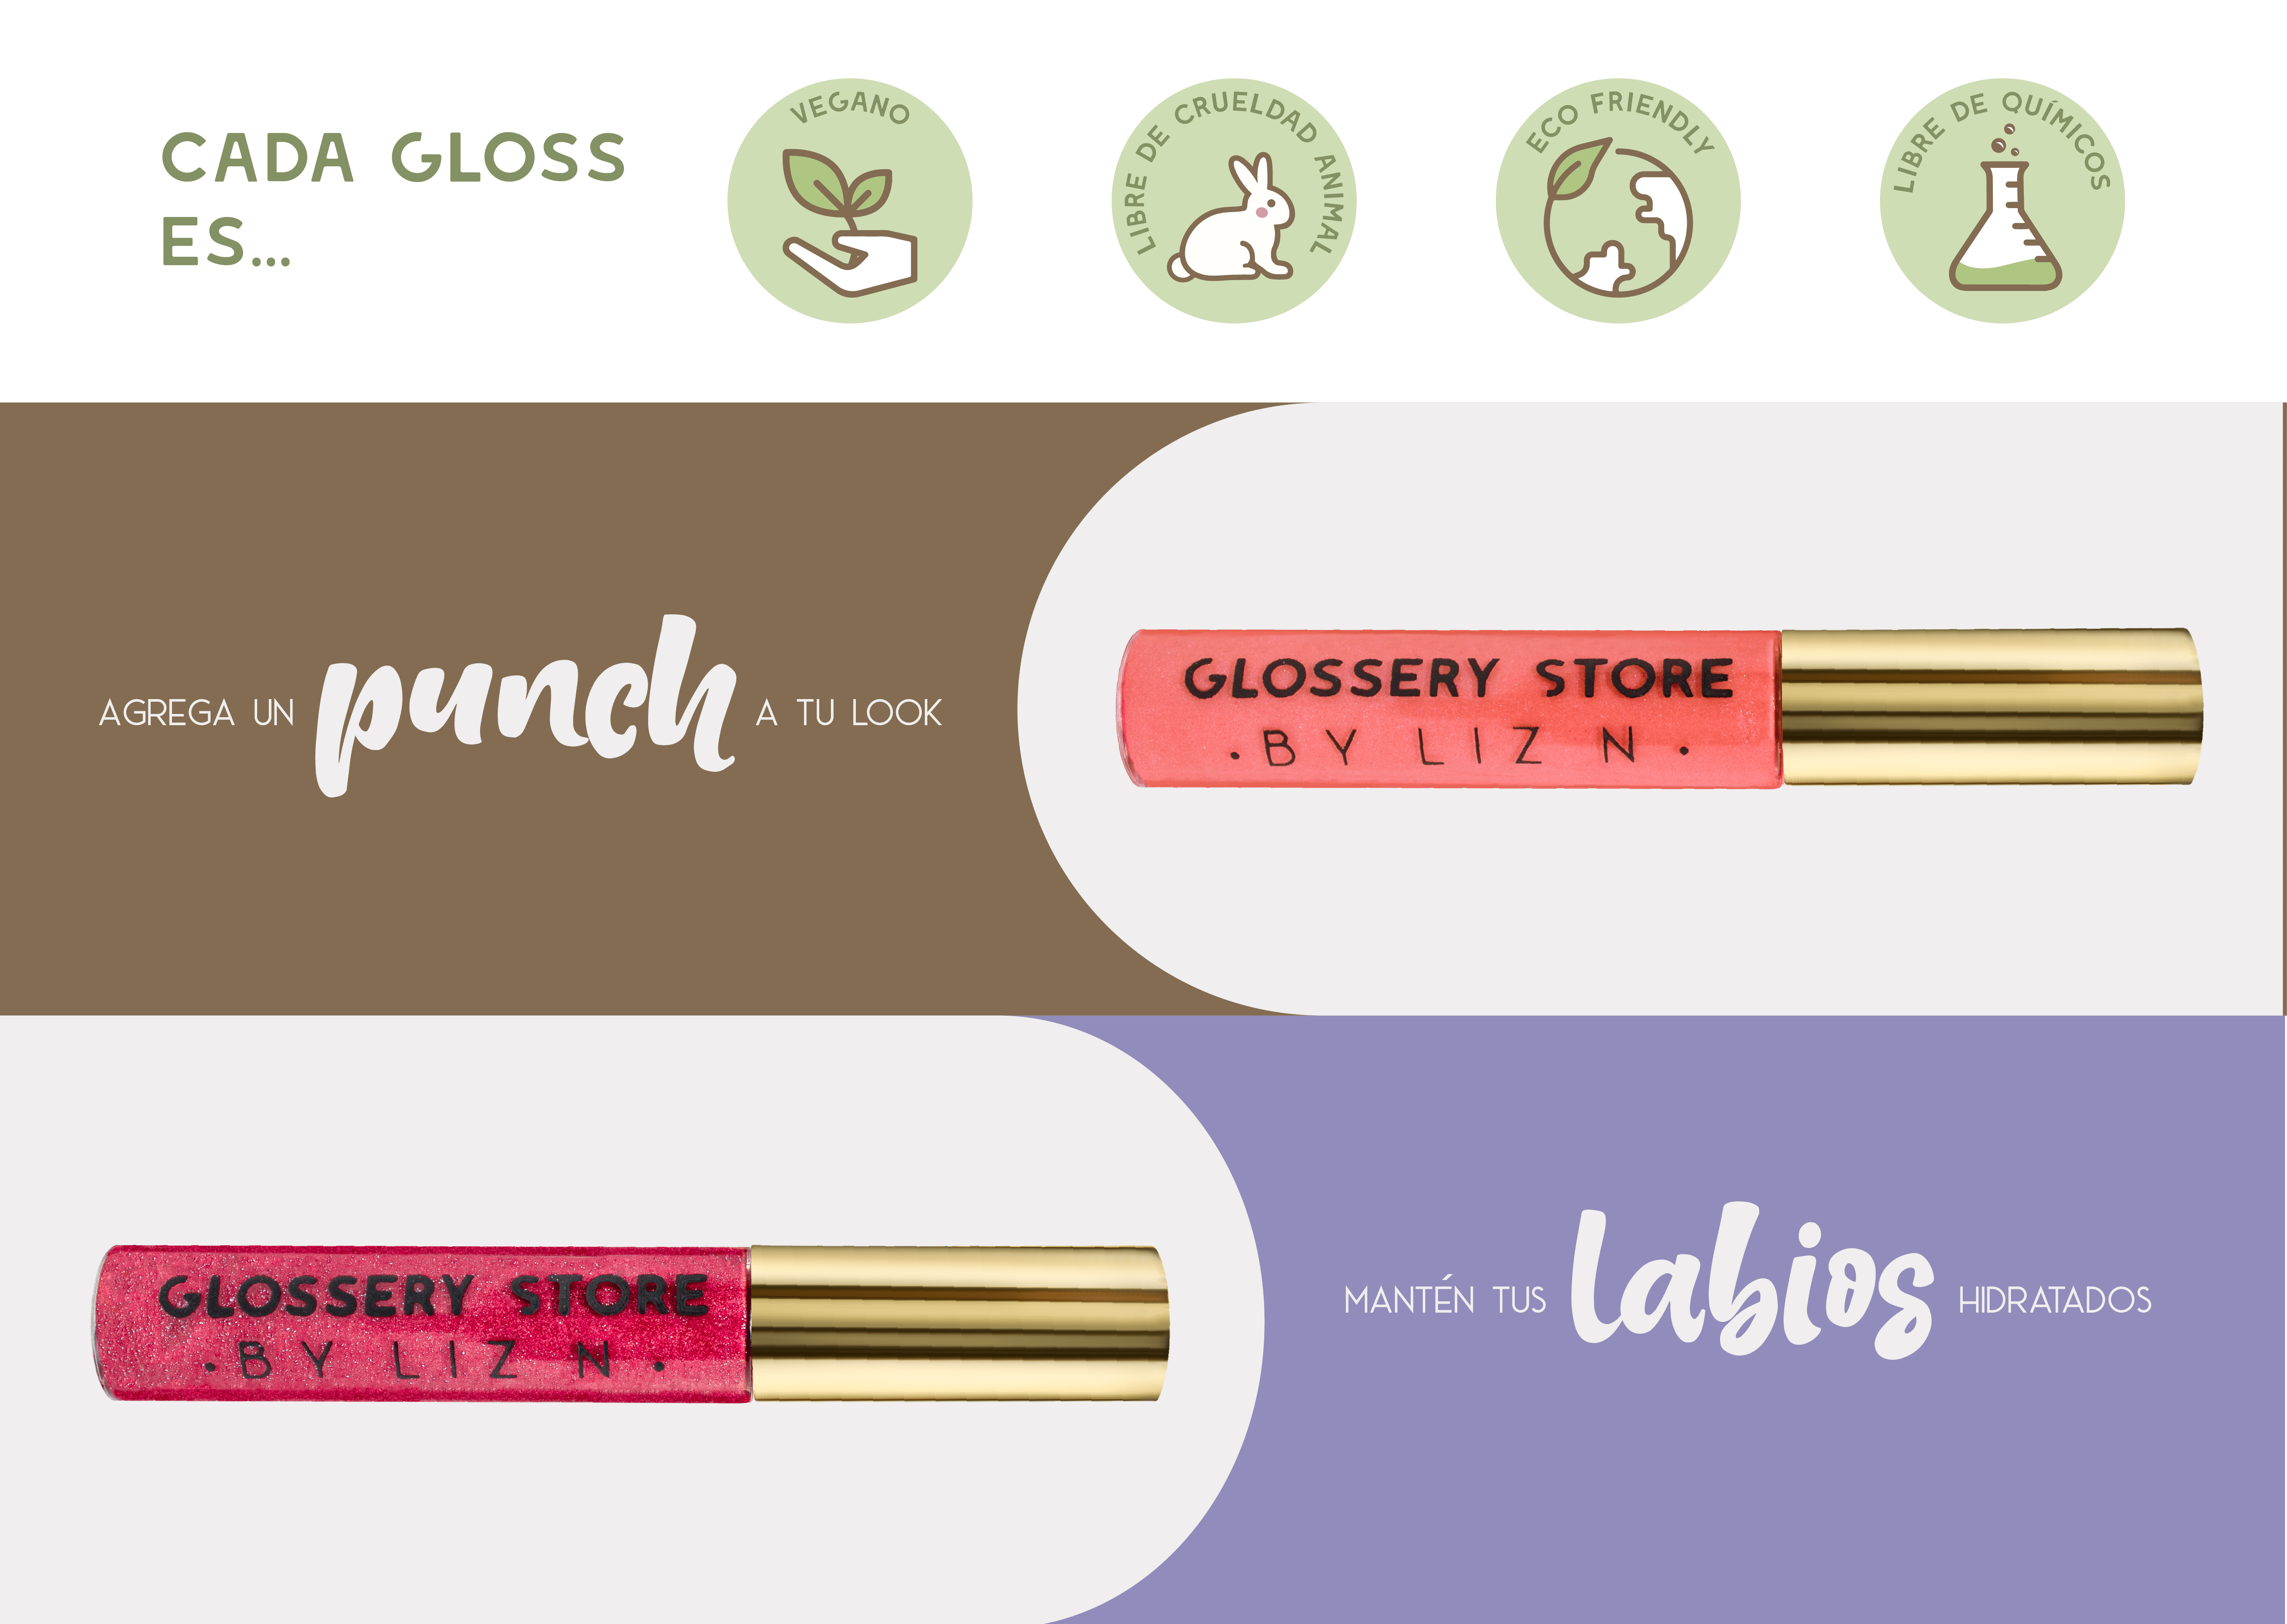 CADA GLOSS
ES...
VEGANO
LIBRE DE CRUELDAD ANIMAL
ECO FRIENDLY
LIBRE DE QUÍMICOS
AGREGA UN punch A TU LOOK
GLOSSERY STORE
• BY LIZ N •
GLOSSERY STORE
• BY LIZ N •
MANTÉN TUS labios HIDRATADOS